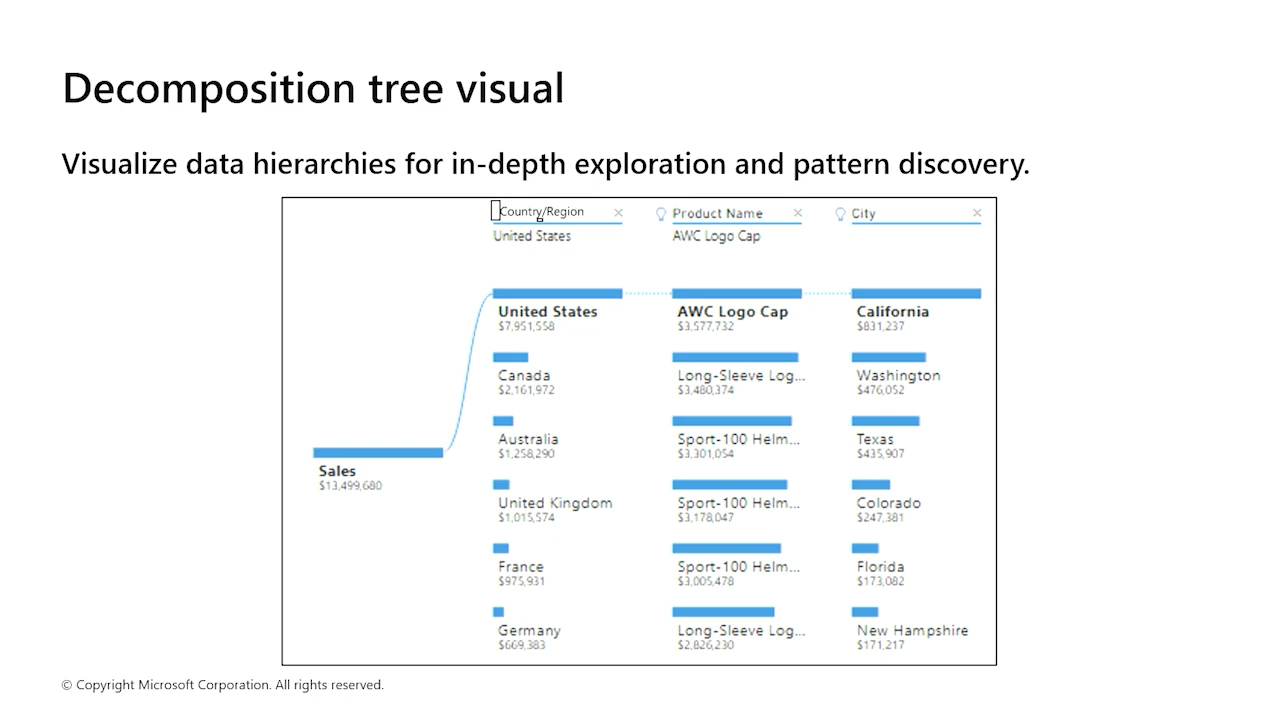 Decomposition tree visual
Visualize data hierarchies for in-depth exploration and pattern discovery.
Country/Region
United States
Product Name
AWC Logo Cap
City
Sales
$13,499,680
United States
$7,951,558
Canada
$2,161,972
Australia
$1,258,290
United Kingdom
$1,015,574
France
$975,931
Germany
$669,383
AWC Logo Cap
$3,577,732
Long-Sleeve Log...
$3,480,374
Sport-100 Helm...
$3,301,054
Sport-100 Helm...
$3,178,047
Sport-100 Helm...
$3,005,478
Long-Sleeve Log...
$2,826,230
California
$831,237
Washington
$476,052
Texas
$435,907
Colorado
$247,381
Florida
$173,082
New Hampshire
$171,217
© Copyright Microsoft Corporation. All rights reserved.